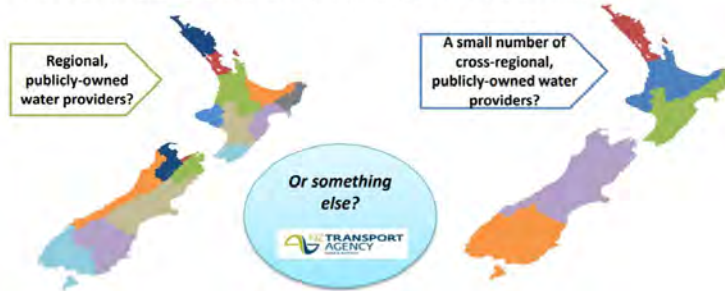 Regional,
publicly-owned
water providers?
A small number of
cross-regional,
publicly-owned water
providers?
Or something
else?
NZ TRANSPORT
AGENCY